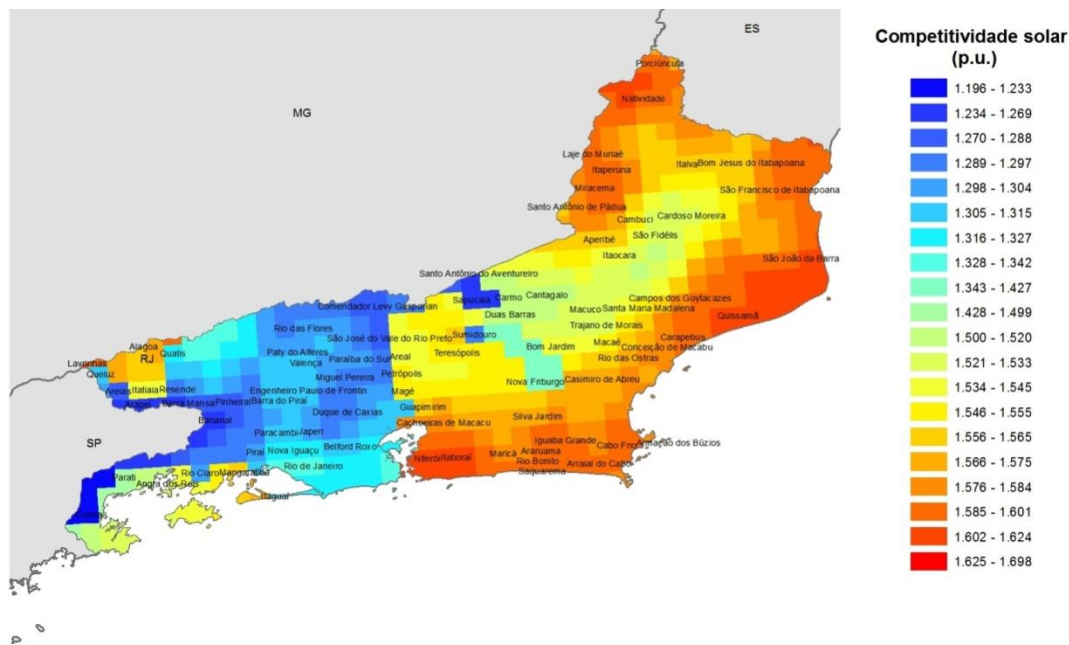 ES
MG
Porciúncula
Natividade
Laje do Muriaé
Itaperuna
Italva
Bom Jesus do Itabapoana
Miracema
São Francisco de Itabapoana
Santo Antônio de Pádua
Cambuci
Cardoso Moreira
Aperibé
São Fidélis
Itaocara
São João da Barra
Santo Antônio do Aventureiro
Comendador Levy Gasparian
Sapucaia
Carmo
Cantagalo
Campos dos Goytacazes
Macuco
Santa Maria Madalena
Duas Barras
Quissamã
Rio das Flores
Trajano de Morais
São José do Vale do Rio Preto
Sumidouro
Carapebus
Alagoa
Bom Jardim
Macaé
Conceição de Macabu
RJ
Quatis
Paty do Alferes
Paraíba do Sul
Areal
Teresópolis
Rio das Ostras
Lavrinhas
Valença
Queluz
Miguel Pereira
Petrópolis
Nova Friburgo
Casimiro de Abreu
Areias
Itatiaia
Resende
Engenheiro Paulo de Frontin
Magé
Arapeí
Barra Mansa
Pinheiral
Barra do Piraí
Guapimirim
Duque de Caxias
Silva Jardim
Bananal
Cachoeiras de Macacu
Paracambi
Japeri
Iguaba Grande
Cabo Frio
Armação dos Búzios
SP
Piraí
Nova Iguaçu
Belford Roxo
Niterói
Itaboraí
Maricá
Araruama
Rio Bonito
Arraial do Cabo
Saquarema
Parati
Rio Claro
Mangaratiba
Rio de Janeiro
Angra dos Reis
Itaguaí
Competitividade solar
(p.u.)
1.196 - 1.233
1.234 - 1.269
1.270 - 1.288
1.289 - 1.297
1.298 - 1.304
1.305 - 1.315
1.316 - 1.327
1.328 - 1.342
1.343 - 1.427
1.428 - 1.499
1.500 - 1.520
1.521 - 1.533
1.534 - 1.545
1.546 - 1.555
1.556 - 1.565
1.566 - 1.575
1.576 - 1.584
1.585 - 1.601
1.602 - 1.624
1.625 - 1.698